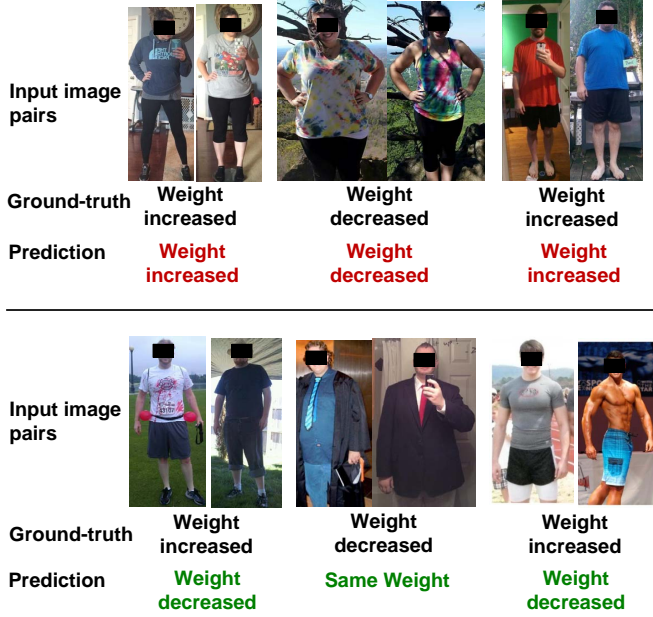 Input image
pairs
Ground-truth Weight increased Weight decreased Weight increased
Prediction Weight increased Weight decreased Weight increased
Input image
pairs
Ground-truth Weight increased Weight decreased Weight increased
Prediction Weight decreased Same Weight Weight decreased